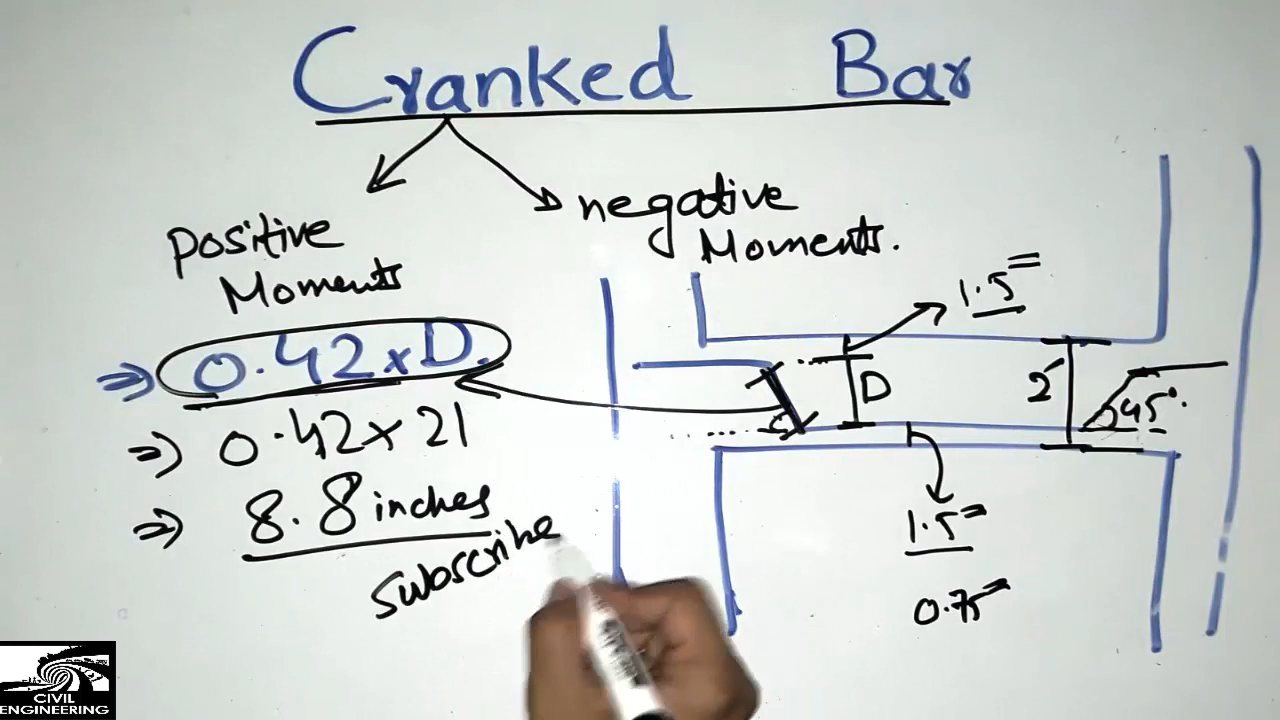 Cranked Bar
positive
Moments
negative
Moments.
⇒ 0.42 x D.
⇒ 0.42 x 21
⇒ 8.8 inches
subscribe
1.5"
D
2'
45°.
1.5"
0.75"
CIVIL
ENGINEERING